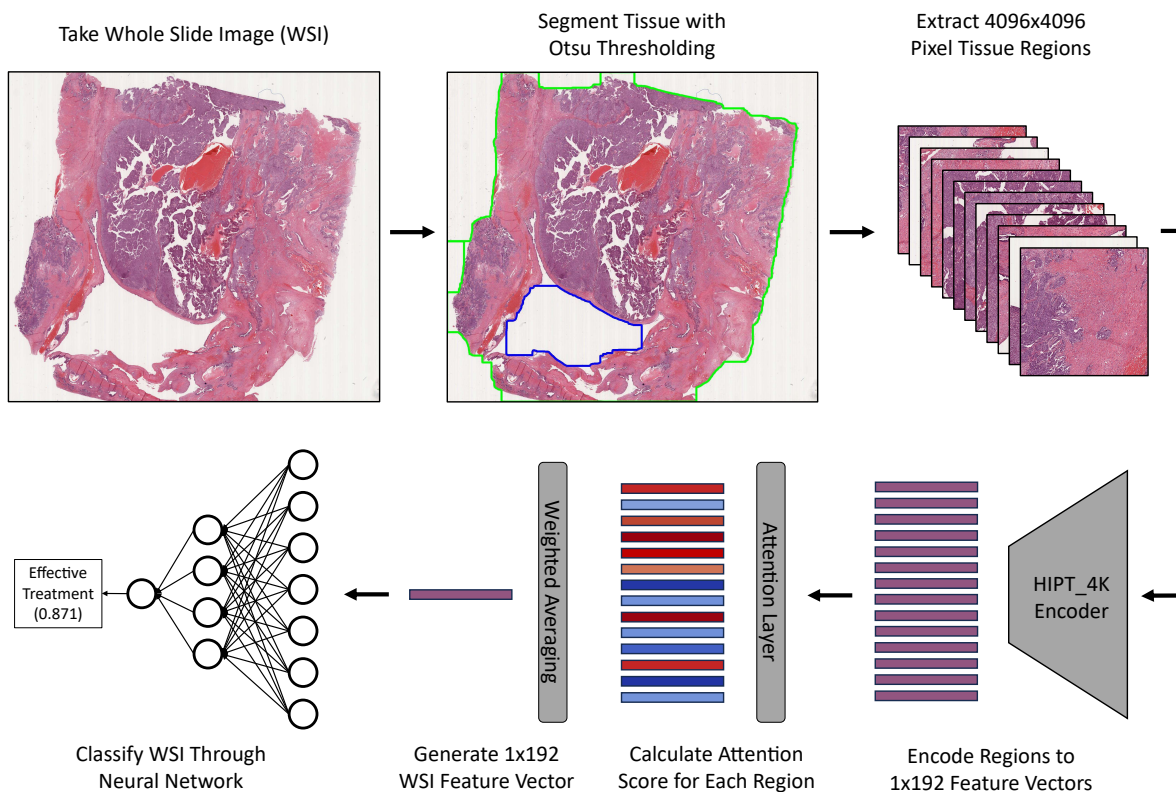 Take Whole Slide Image (WSI)
Segment Tissue with
Otsu Thresholding
Extract 4096x4096
Pixel Tissue Regions
HIPT_4K
Encoder
Encode Regions to
1x192 Feature Vectors
Attention Layer
Calculate Attention
Score for Each Region
Weighted Averaging
Generate 1x192
WSI Feature Vector
Effective
Treatment
(0.871)
Classify WSI Through
Neural Network